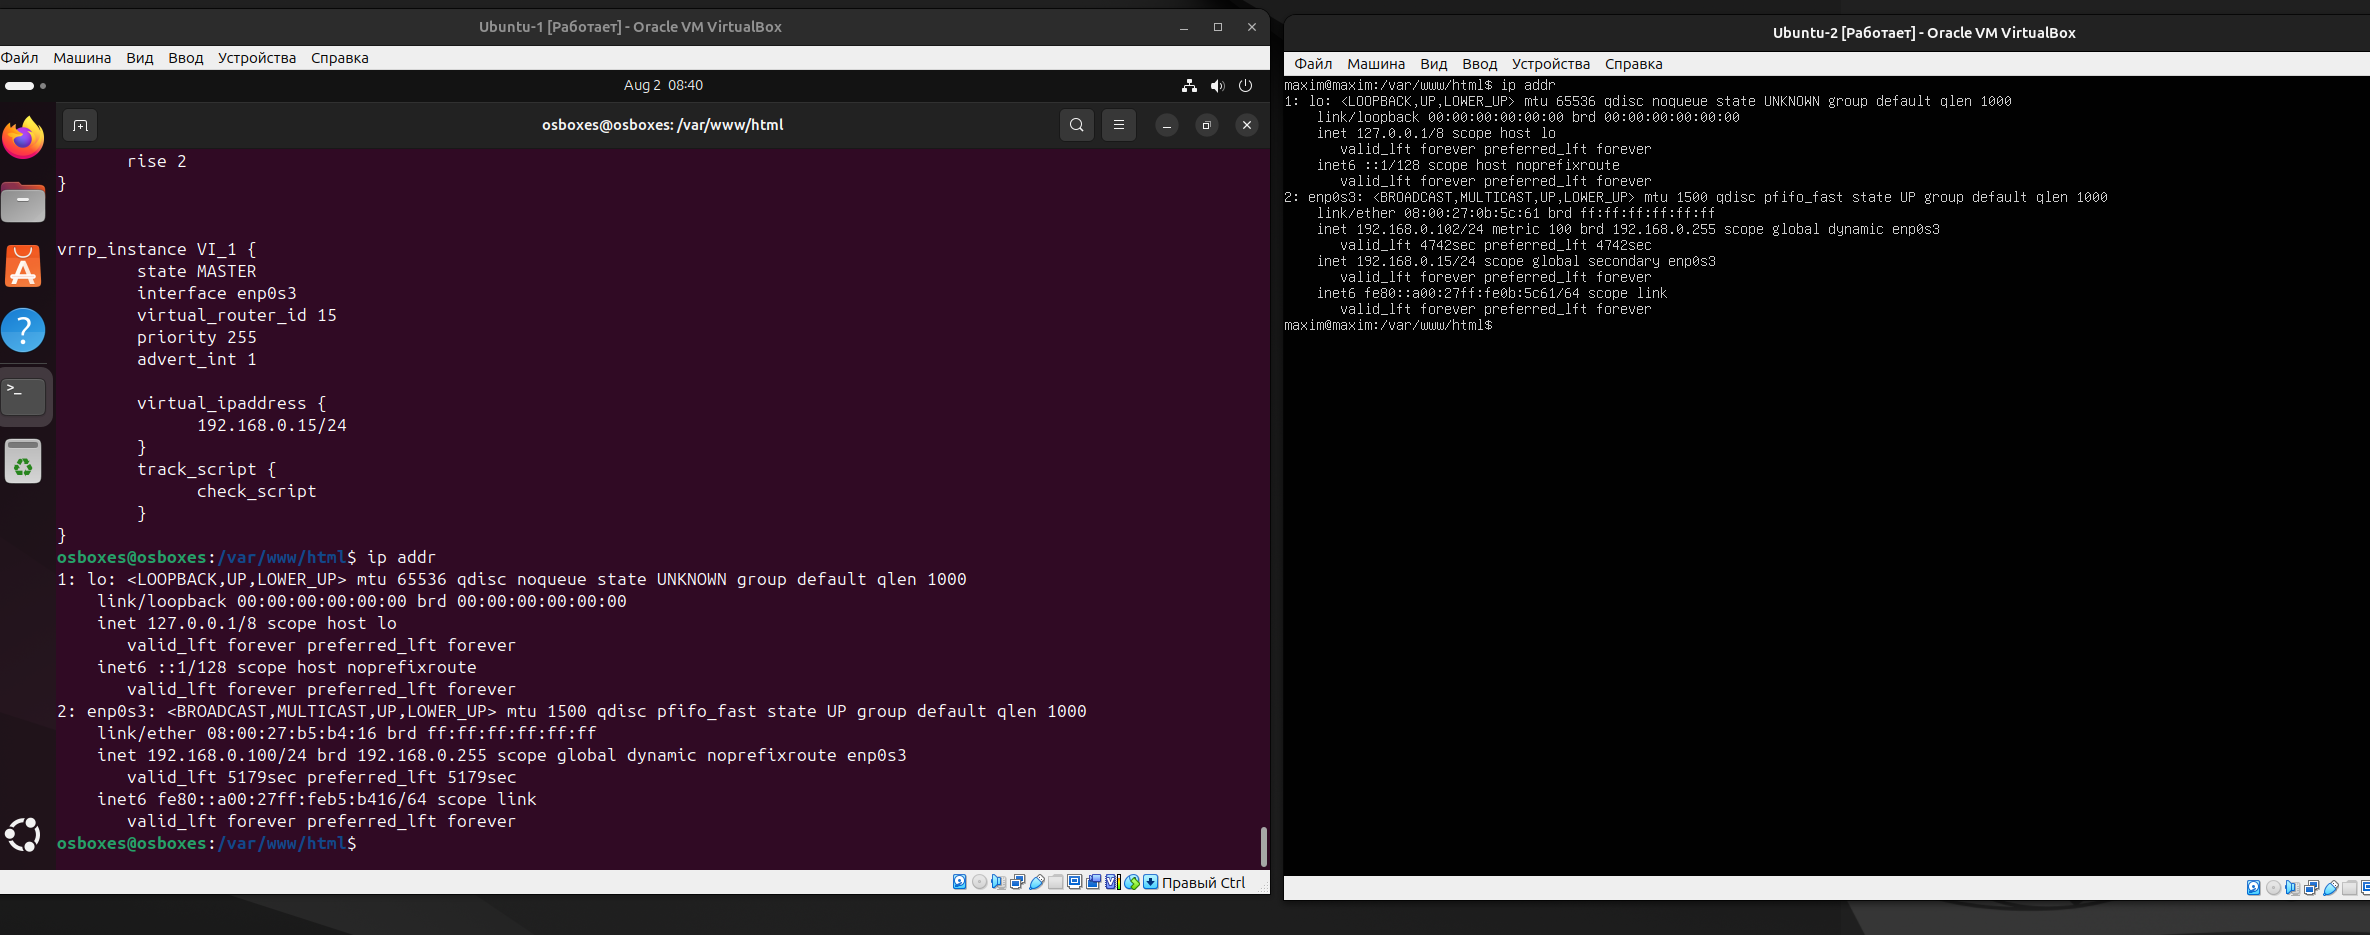 Ubuntu-1 [Работает] - Oracle VM VirtualBox
Файл Машина Вид Ввод Устройства Справка
Aug 2 08:40
osboxes@osboxes: /var/www/html
rise 2
}
vrrp_instance VI_1 {
state MASTER
interface enp0s3
virtual_router_id 15
priority 255
advert_int 1
virtual_ipaddress {
192.168.0.15/24
}
track_script {
check_script
}
}
osboxes@osboxes:/var/www/html$ ip addr
1: lo: <LOOPBACK,UP,LOWER_UP> mtu 65536 qdisc noqueue state UNKNOWN group default qlen 1000
link/loopback 00:00:00:00:00:00 brd 00:00:00:00:00:00
inet 127.0.0.1/8 scope host lo
valid_lft forever preferred_lft forever
inet6 ::1/128 scope host noprefixroute
valid_lft forever preferred_lft forever
2: enp0s3: <BROADCAST,MULTICAST,UP,LOWER_UP> mtu 1500 qdisc pfifo_fast state UP group default qlen 1000
link/ether 08:00:27:b5:b4:16 brd ff:ff:ff:ff:ff:ff
inet 192.168.0.100/24 brd 192.168.0.255 scope global dynamic noprefixroute enp0s3
valid_lft 5179sec preferred_lft 5179sec
inet6 fe80::a00:27ff:feb5:b416/64 scope link
valid_lft forever preferred_lft forever
osboxes@osboxes:/var/www/html$
Правый Ctrl
Ubuntu-2 [Работает] - Oracle VM VirtualBox
Файл Машина Вид Ввод Устройства Справка
maxim@maxim:/var/www/html$ ip addr
1: lo: <LOOPBACK,UP,LOWER_UP> mtu 65536 qdisc noqueue state UNKNOWN group default qlen 1000
link/loopback 00:00:00:00:00:00 brd 00:00:00:00:00:00
inet 127.0.0.1/8 scope host lo
valid_lft forever preferred_lft forever
inet6 ::1/128 scope host noprefixroute
valid_lft forever preferred_lft forever
2: enp0s3: <BROADCAST,MULTICAST,UP,LOWER_UP> mtu 1500 qdisc pfifo_fast state UP group default qlen 1000
link/ether 08:00:27:0b:5c:61 brd ff:ff:ff:ff:ff:ff
inet 192.168.0.102/24 metric 100 brd 192.168.0.255 scope global dynamic enp0s3
valid_lft 4742sec preferred_lft 4742sec
inet 192.168.0.15/24 scope global secondary enp0s3
valid_lft forever preferred_lft forever
inet6 fe80::a00:27ff:fe0b:5c61/64 scope link
valid_lft forever preferred_lft forever
maxim@maxim:/var/www/html$